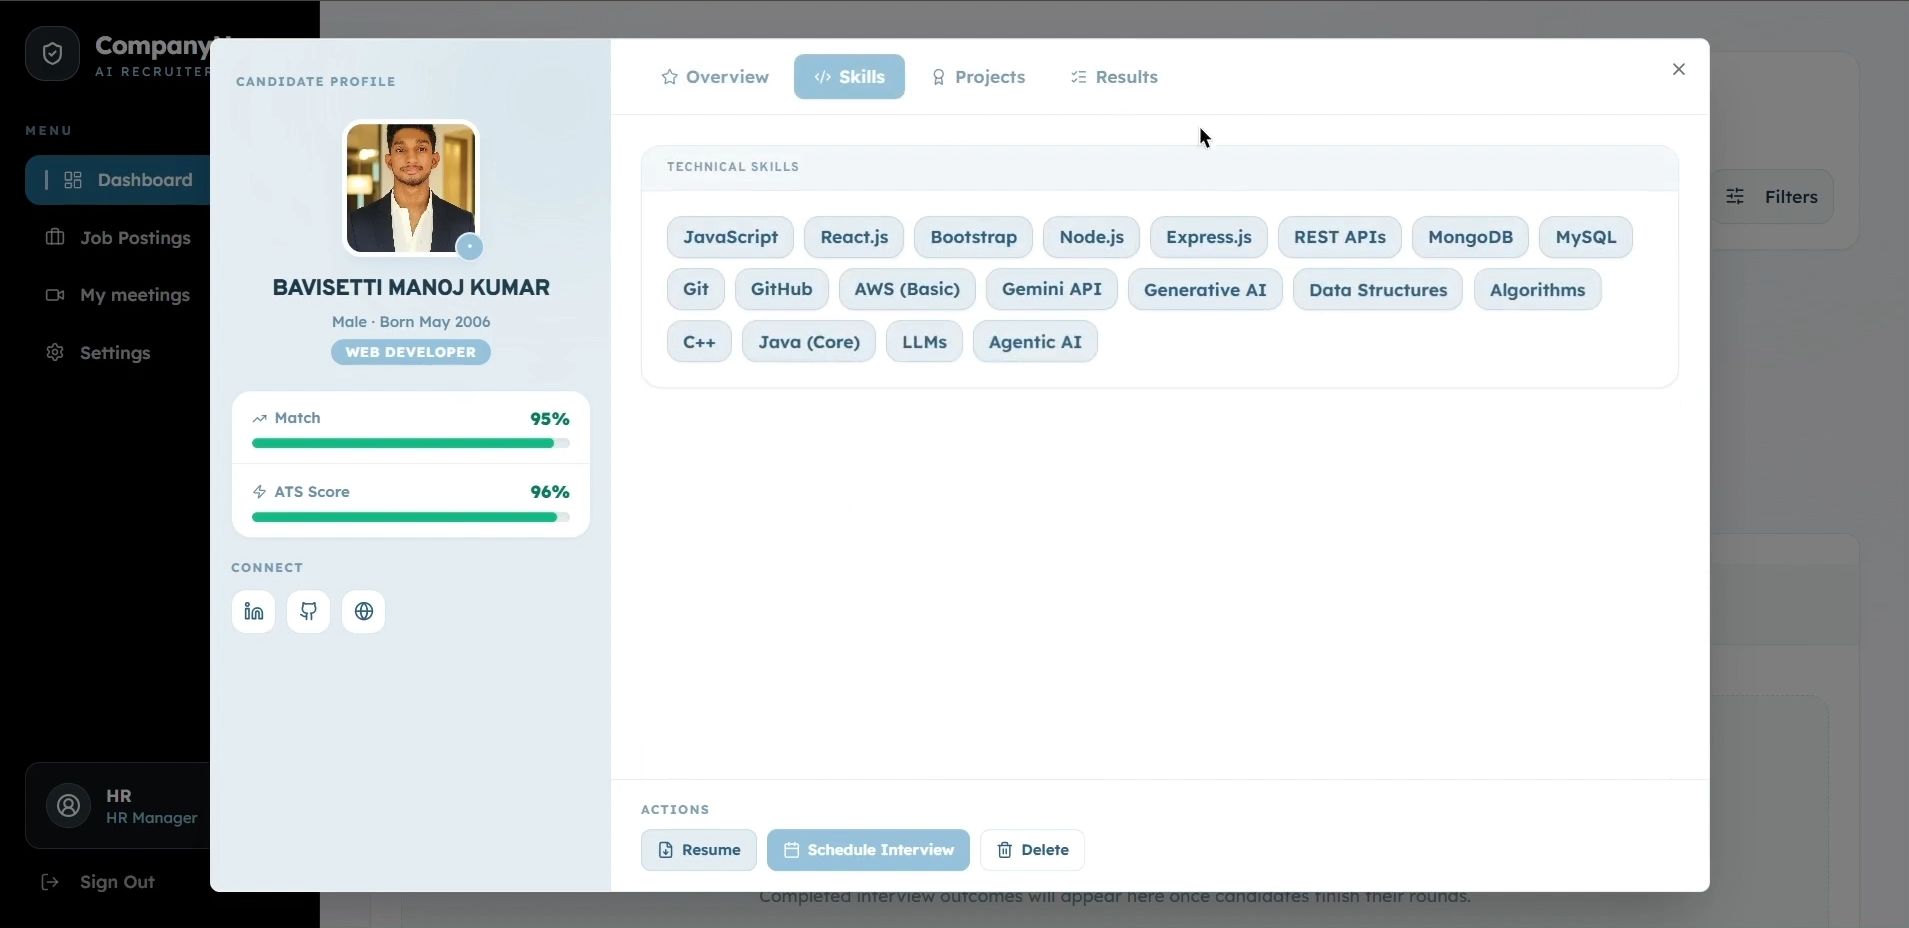 Company
AI RECRUITER
MENU
Dashboard
Job Postings
My meetings
Settings
HR
HR Manager
Sign Out
CANDIDATE PROFILE
BAVISETTI MANOJ KUMAR
Male · Born May 2006
WEB DEVELOPER
Match 95%
ATS Score 96%
CONNECT
in
Overview Skills Projects Results
TECHNICAL SKILLS
JavaScript React.js Bootstrap Node.js Express.js REST APIs MongoDB MySQL
Git GitHub AWS (Basic) Gemini API Generative AI Data Structures Algorithms
C++ Java (Core) LLMs Agentic AI
ACTIONS
Resume Schedule Interview Delete
Filters
Completed interview outcomes will appear here once candidates finish their rounds.